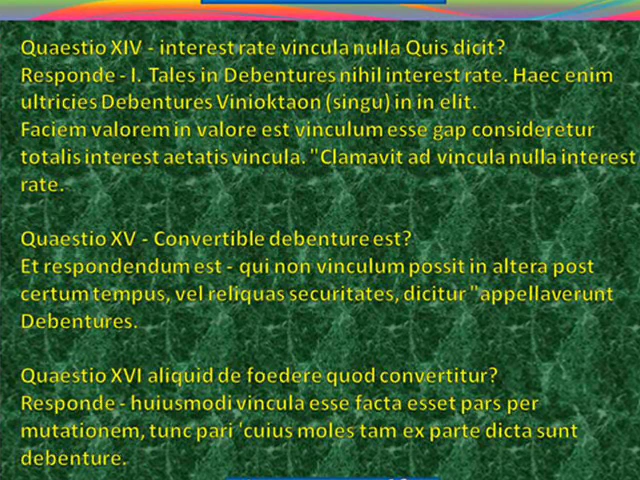 Quaestio XIV - interest rate vincula nulla Quis dicit?
Responde - I. Tales in Debentures nihil interest rate. Haec enim
ultricies Debentures Vinioktaon (singu) in in elit.
Faciem valorem in valore est vinculum esse gap consideretur
totalis interest aetatis vincula. "Clamavit ad vincula nulla interest
rate.
Quaestio XV - Convertible debenture est?
Et respondendum est - qui non vinculum possit in altera post
certum tempus, vel reliquas securitates, dicitur "appellaverunt
Debentures.
Quaestio XVI aliquid de foedere quod convertitur?
Responde - huiusmodi vincula esse facta esset pars per
mutationem, tunc pari 'cuius moles tam ex parte dicta sunt
debenture.